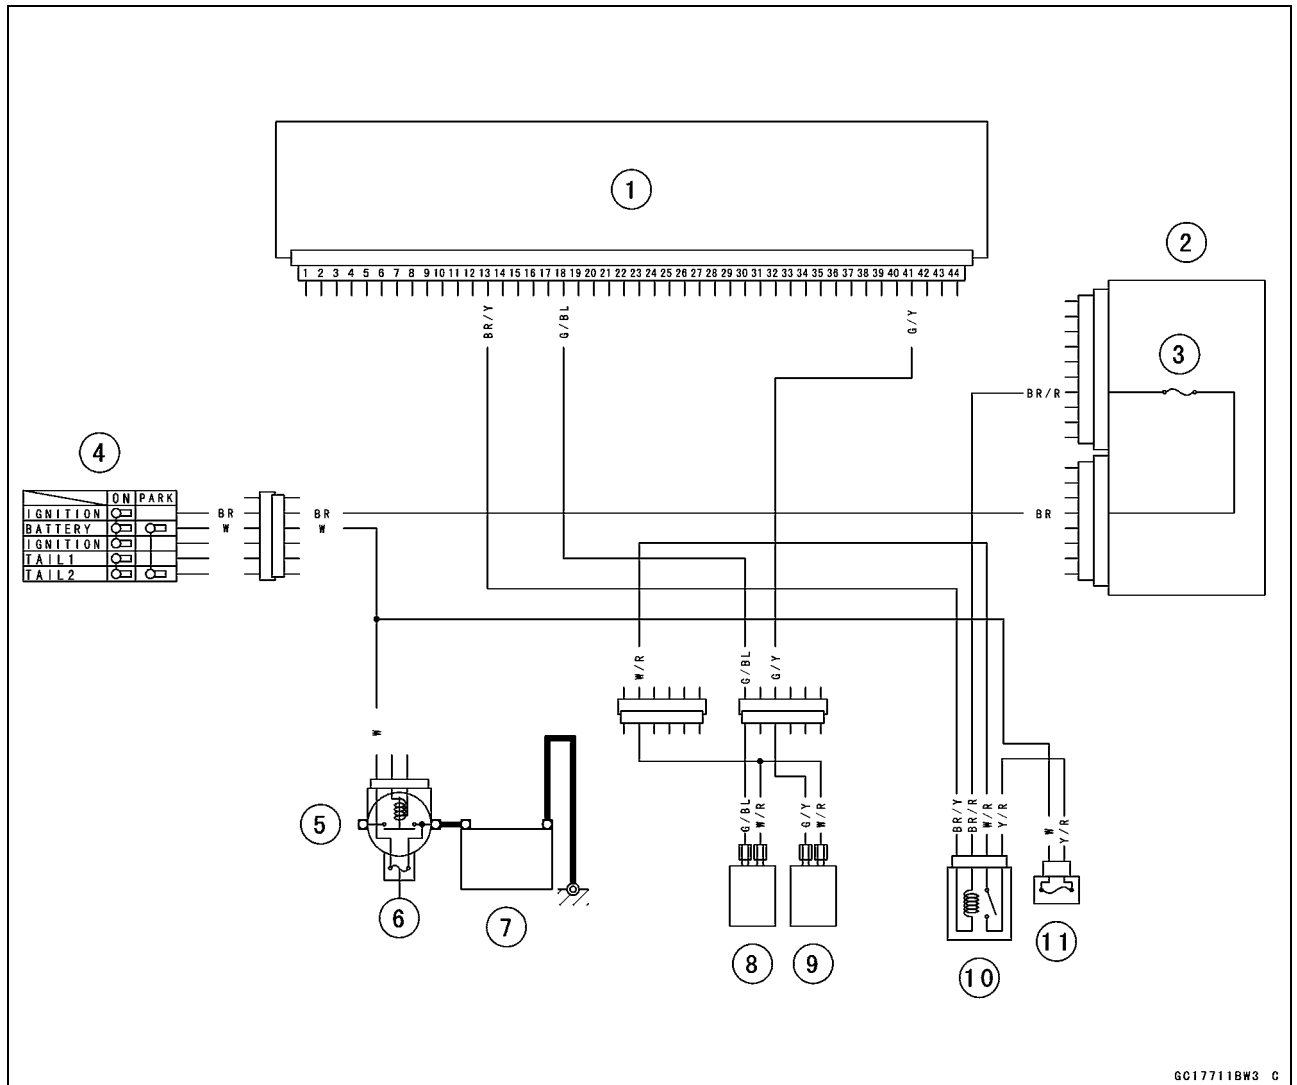 1
2
1 2 3 4 5 6 7 8 9 10 11 12 13 14 15 16 17 18 19 20 21 22 23 24 25 26 27 28 29 30 31 32 33 34 35 36 37 38 39 40 41 42 43 44
BR/Y
G/BL
G/Y
3
BR/R
4
ON PARK
IGNITION
BATTERY
IGNITION
TAIL1
TAIL2
BR
W
BR
W
BR
W/R
G/BL
G/Y
W
5
6
7
G/BL
W/R
G/Y
W/R
8
9
BR/Y
BR/R
W/R
Y/R
10
W
Y/R
11
GC17711BW3 C